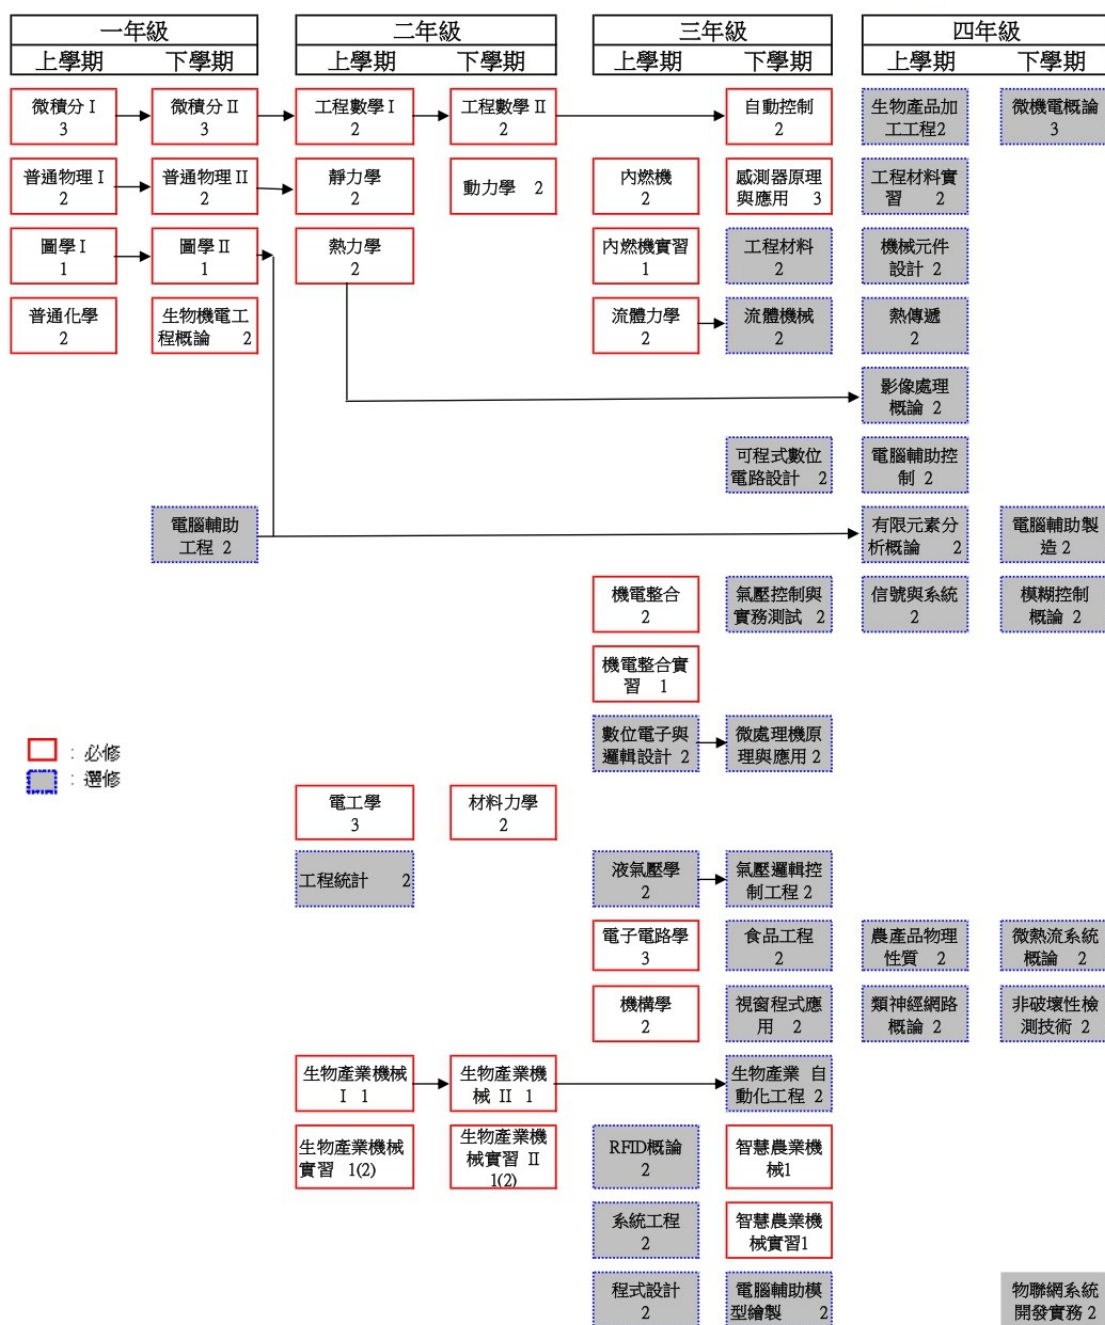 一年級 二年級 三年級 四年級
上學期 下學期 上學期 下學期 上學期 下學期 上學期 下學期
微積分 I
3
微積分 II
3
工程數學 I
2
工程數學 II
2
自動控制
2
生物產品加
工工程2
微機電概論
3
普通物理 I
2
普通物理 II
2
靜力學
2
動力學 2
內燃機
2
感測器原理
與應用 3
工程材料實
習 2
圖學 I
1
圖學 II
1
熱力學
2
內燃機實習
1
工程材料
2
機械元件
設計 2
普通化學
2
生物機電工
程概論 2
流體力學
2
流體機械
2
熱傳遞
2
影像處理
概論 2
可程式數位
電路設計 2
電腦輔助控
制 2
電腦輔助
工程 2
有限元素分
析概論 2
電腦輔助製
造 2
機電整合
2
氣壓控制與
實務測試 2
信號與系統
2
模糊控制
概論 2
機電整合實
習 1
數位電子與
邏輯設計 2
微處理機原
理與應用 2
: 必修
: 選修
電工學
3
材料力學
2
工程統計 2
液氣壓學
2
氣壓邏輯控
制工程 2
電子電路學
3
食品工程
2
農產品物理
性質 2
微熱流系統
概論 2
機構學
2
視窗程式應
用 2
類神經網路
概論 2
非破壞性檢
測技術 2
生物產業機械
I 1
生物產業機
械 II 1
生物產業 自
動化工程 2
生物產業機械
實習 1(2)
生物產業機
械實習 II
1(2)
RFID概論
2
智慧農業機
械1
系統工程
2
智慧農業機
械實習1
程式設計
2
電腦輔助模
型繪製 2
物聯網系統
開發實務 2